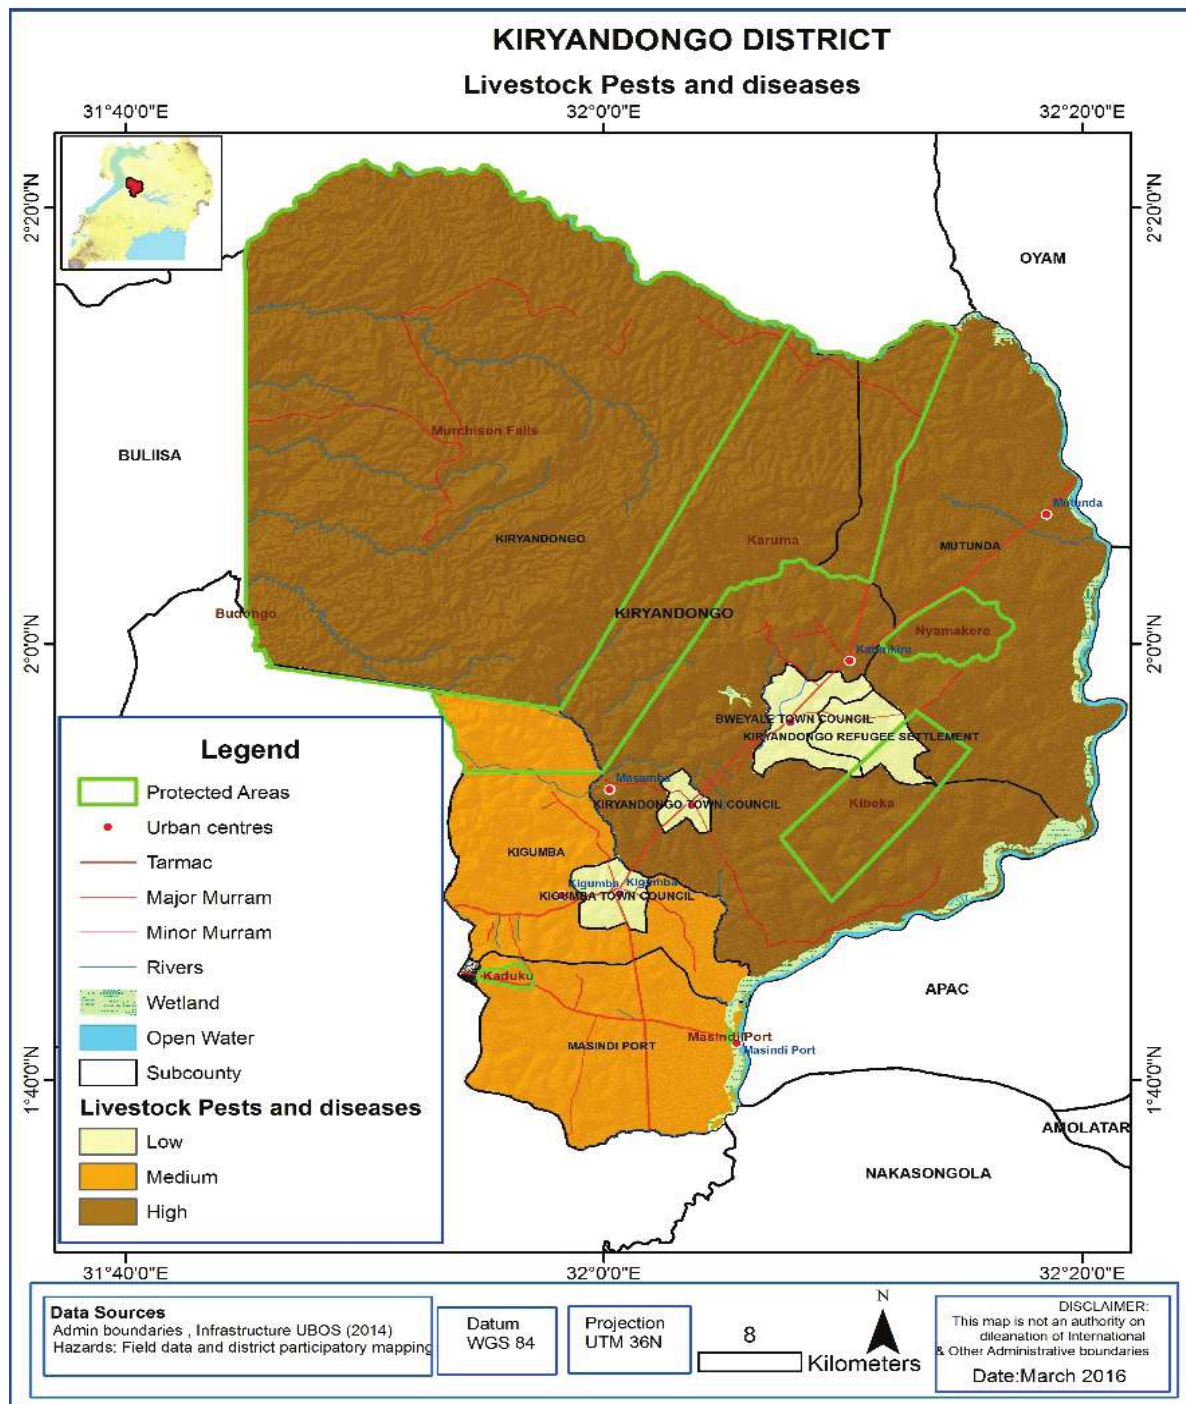 KIRYANDONGO DISTRICT
Livestock Pests and diseases
31°40'0"E
32°0'0"E
32°20'0"E
2°20'0"N
2°20'0"N
OYAM
BULIISA
Murchison Falls
Mutunda
KIRYANDONGO
Karuma
MUTUNDA
Budongo
KIRYANDONGO
Nyamakere
2°0'0"N
2°0'0"N
BWEYALE TOWN COUNCIL
KIRYANDONGO REFUGEE SETTLEMENT
Masamba
KIRYANDONGO TOWN COUNCIL
Kibeka
KIGUMBA
Kigumba
Kigumba
KIGUMBA TOWN COUNCIL
Kaduku
APAC
MASINDI PORT
Masindi Port
Masindi Port
1°40'0"N
1°40'0"N
AMOLATAR
NAKASONGOLA
Legend
Protected Areas
Urban centres
Tarmac
Major Murram
Minor Murram
Rivers
Wetland
Open Water
Subcounty
Livestock Pests and diseases
Low
Medium
High
31°40'0"E
32°0'0"E
32°20'0"E
Data Sources
Admin boundaries , Infrastructure UBOS (2014)
Hazards: Field data and district participatory mapping
Datum
WGS 84
Projection
UTM 36N
8
Kilometers
N
DISCLAIMER:
This map is not an authority on
dileanation of International
& Other Administrative boundaries
Date:March 2016